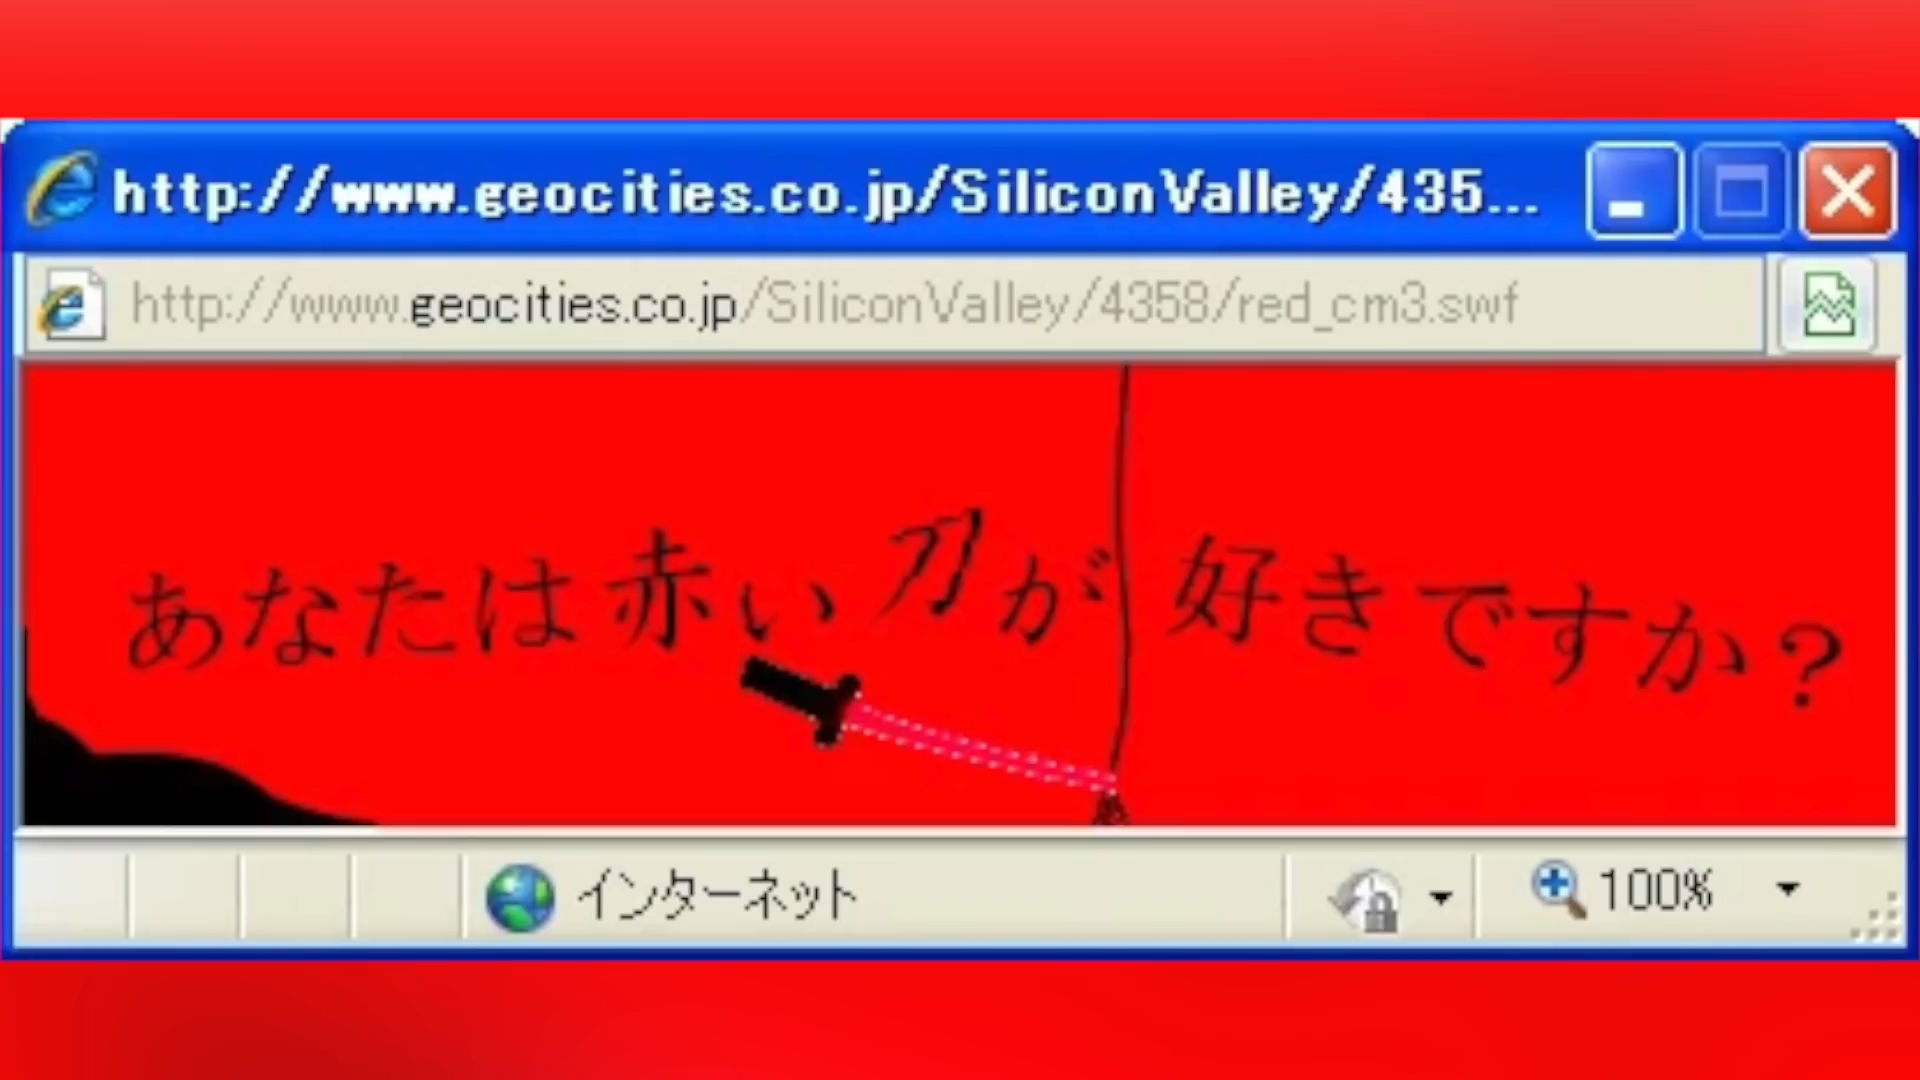 http://www.geocities.co.jp/SiliconValley/435...
http://www.geocities.co.jp/SiliconValley/4358/red_cm3.swf
あなたは赤い刀が好きですか？
インターネット
100%